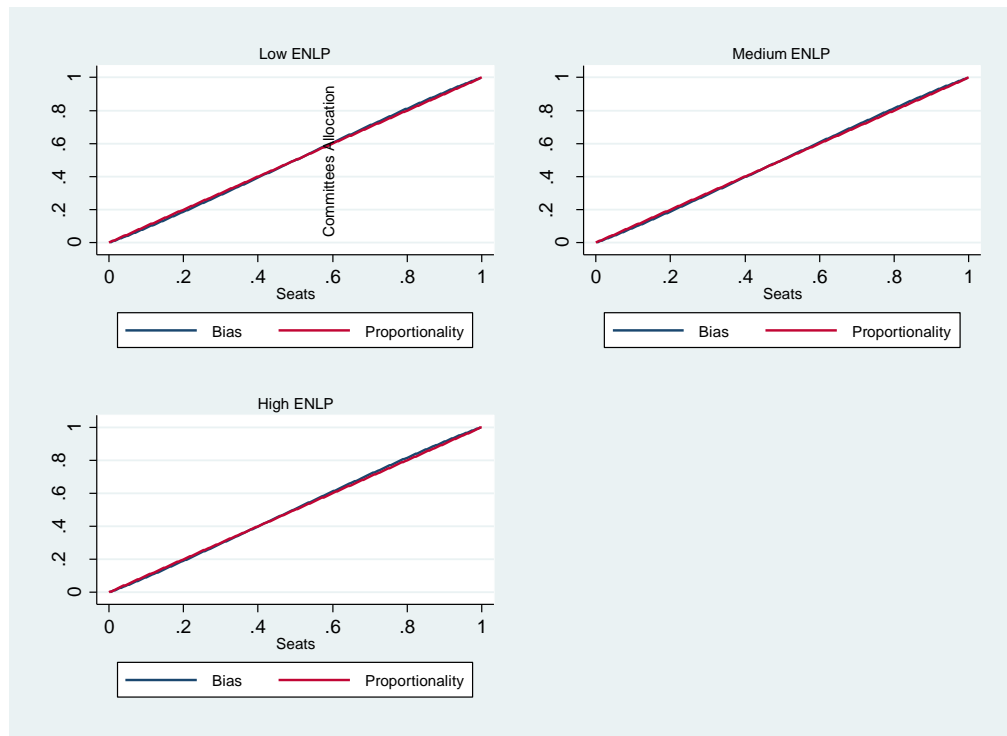 Low ENLP
1
.8
.6
.4
.2
0
Committees Allocation
0 .2 .4 .6 .8 1
Seats
Bias Proportionality
Medium ENLP
1
.8
.6
.4
.2
0
0 .2 .4 .6 .8 1
Seats
Bias Proportionality
High ENLP
1
.8
.6
.4
.2
0
0 .2 .4 .6 .8 1
Seats
Bias Proportionality